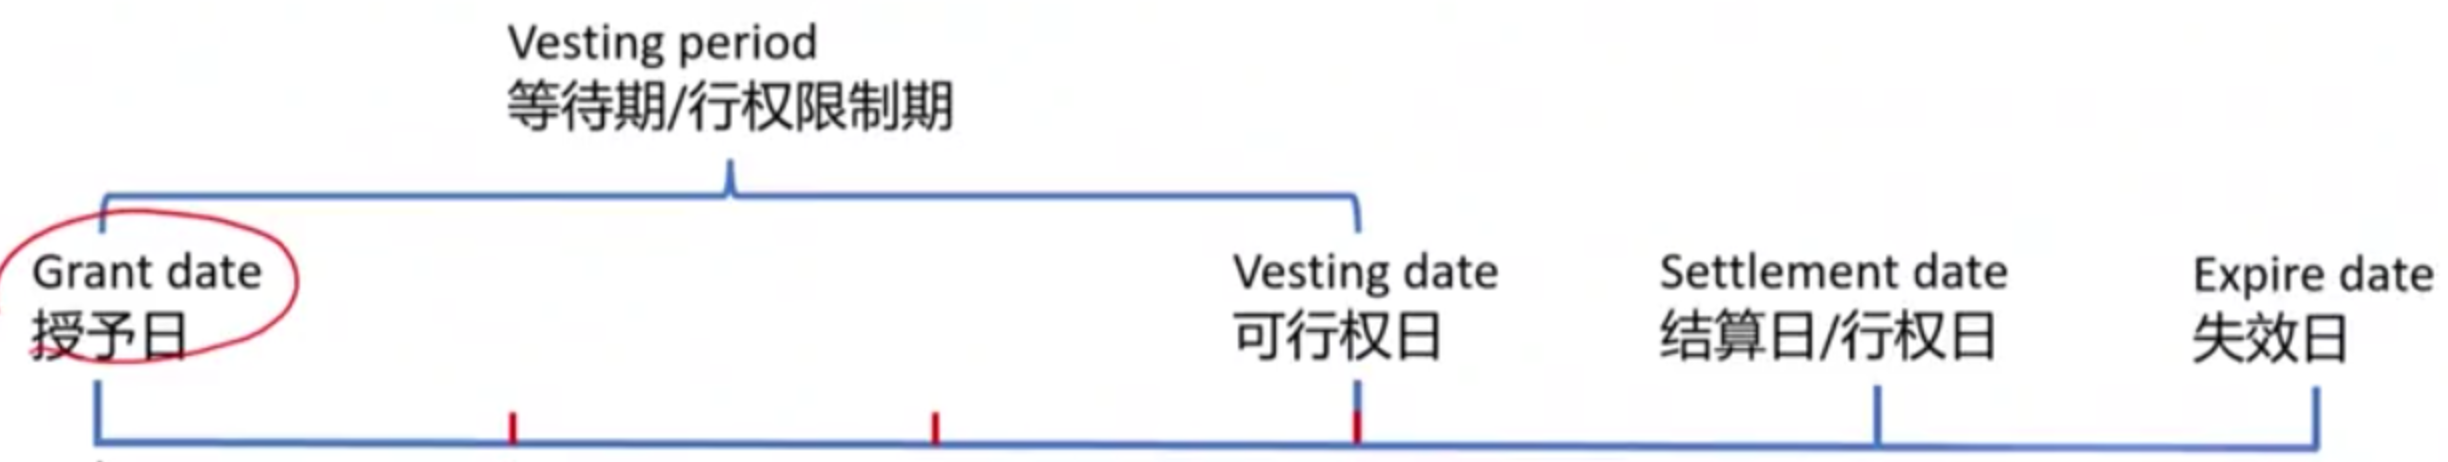 Vesting period
等待期/行权限制期
Grant date
授予日
Vesting date
可行权日
Settlement date
结算日/行权日
Expire date
失效日